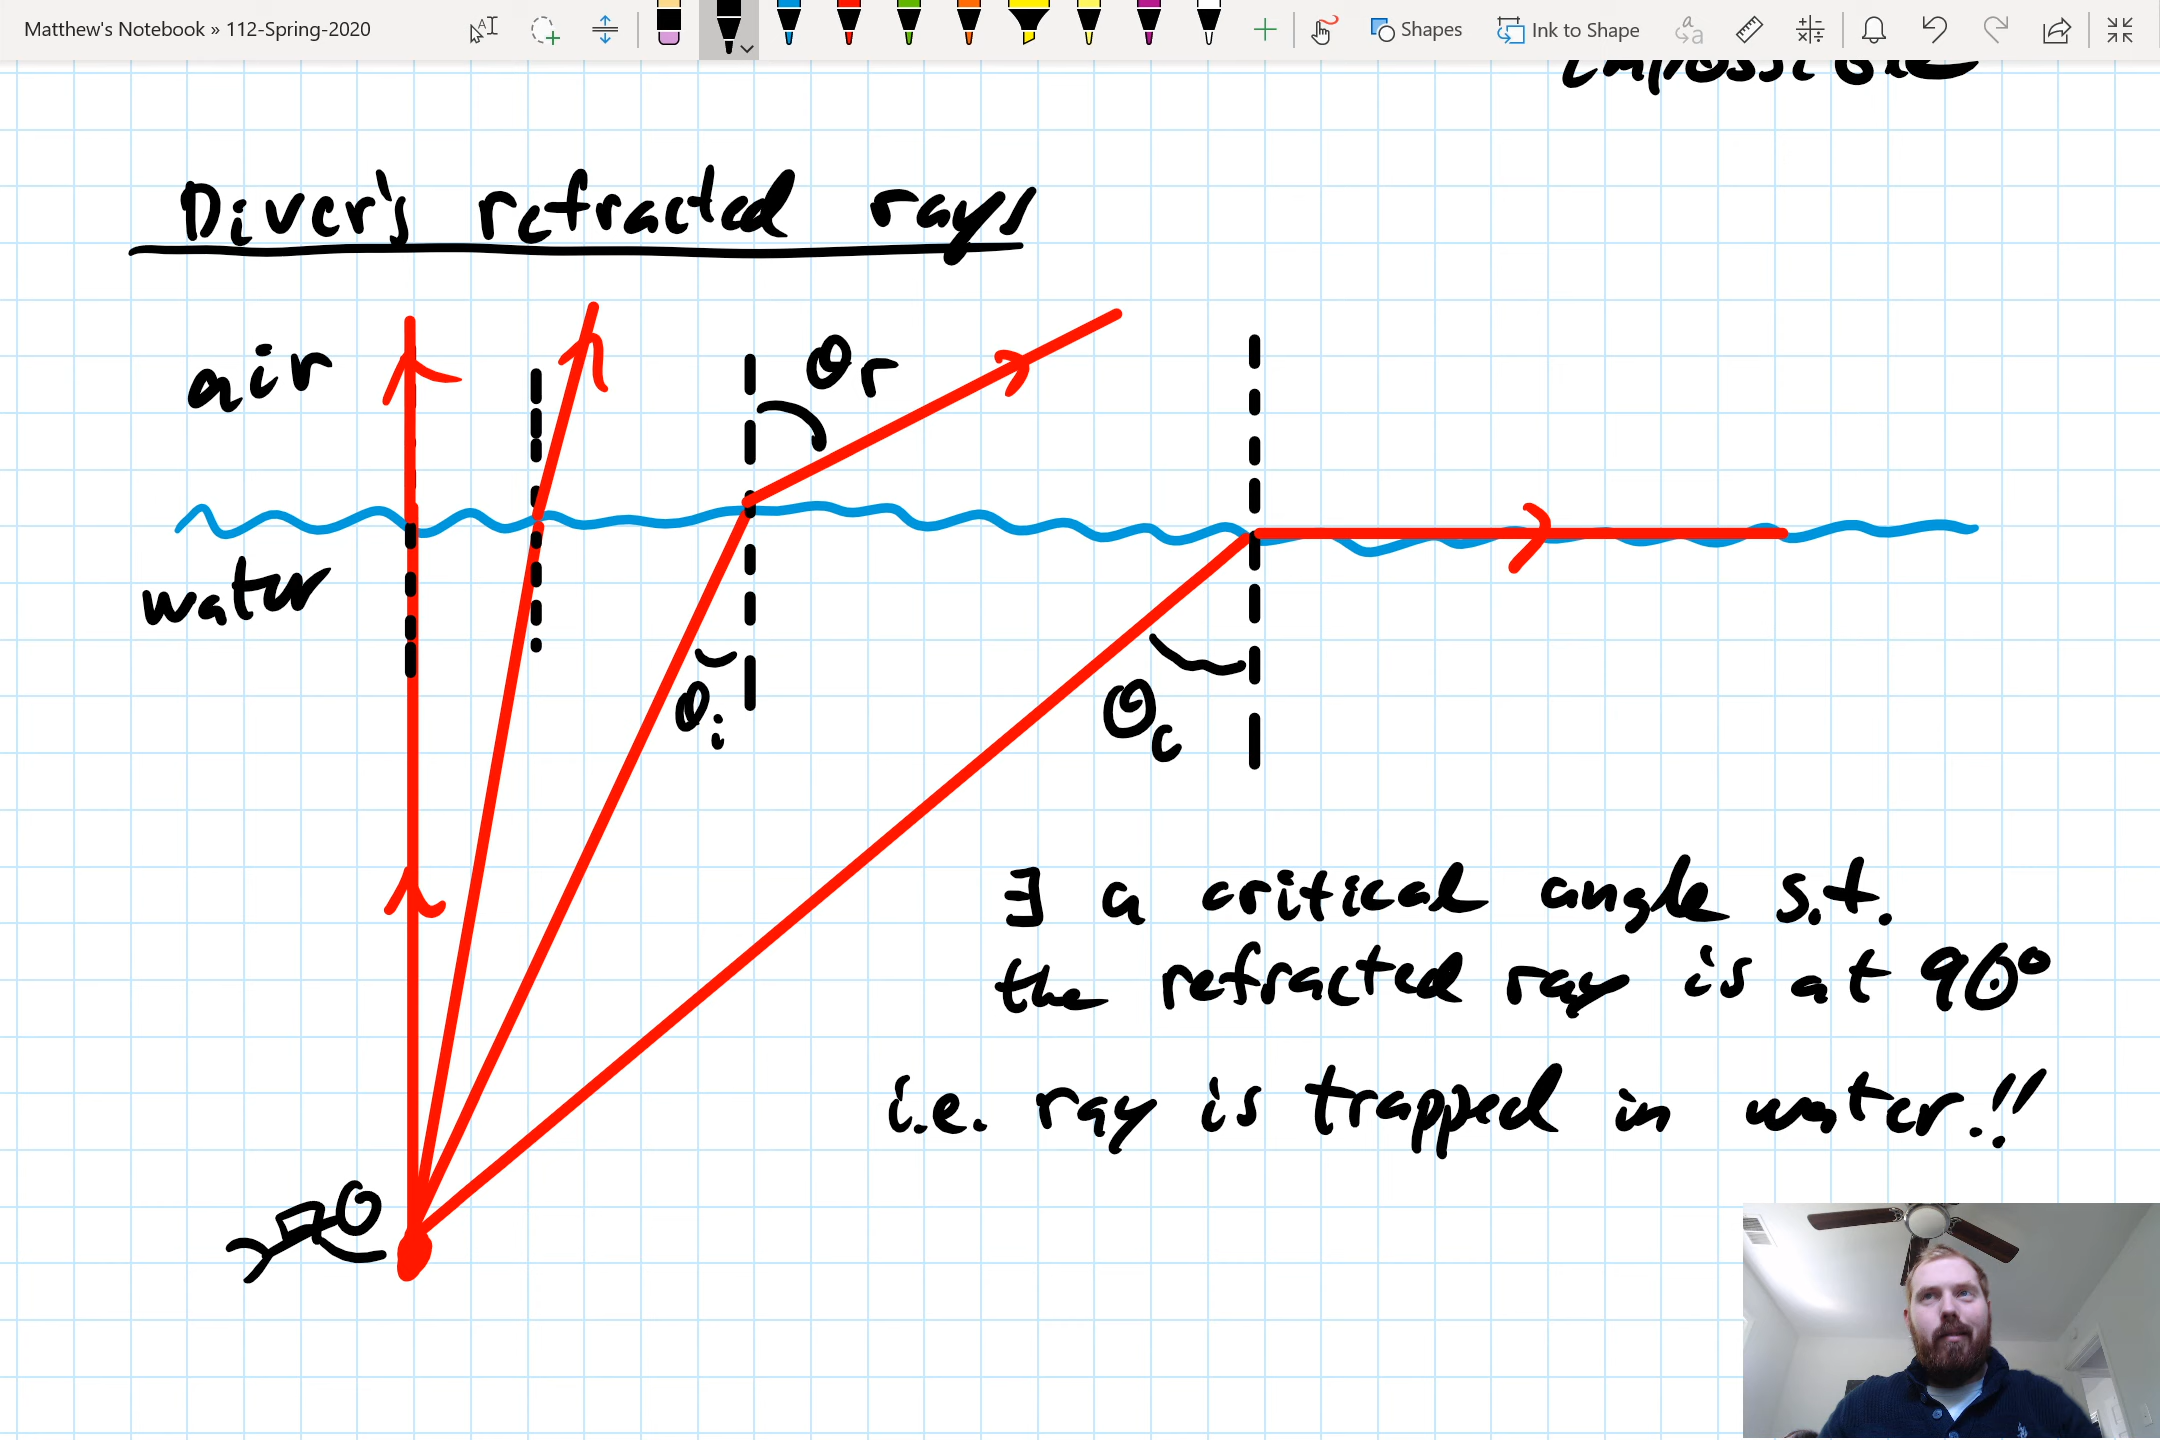 Matthew's Notebook » 112-Spring-2020
Shapes
Ink to Shape
impossible
Diver's refracted rays
air
θr
water
θi
θc
∃ a critical angle s.t.
the refracted ray is at 90°
i.e. ray is trapped in water!!